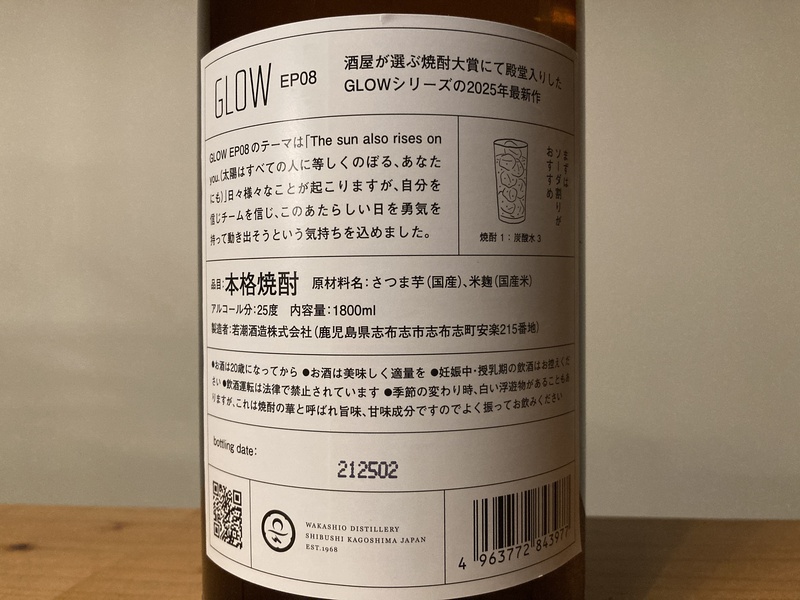 GLOW EP08
酒屋が選ぶ焼酎大賞にて殿堂入りした
GLOWシリーズの2025年最新作
GLOW EP08のテーマは「The sun also rises on
you.(太陽はすべての人に等しくのぼる、あなた
にも)」日々様々なことが起こりますが、自分を
信じチームを信じ、このあたらしい日を勇気を
持って動き出そうという気持ちを込めました。
まずは
ソーダ割りが
おすすめ
焼酎 1：炭酸水 3
品目：本格焼酎 原材料名：さつま芋(国産)、米麹(国産米)
アルコール分：25度 内容量：1800ml
製造者：若潮酒造株式会社(鹿児島県志布志市志布志町安楽215番地)
●お酒は20歳になってから ●お酒は美味しく適量を ●妊娠中・授乳期の飲酒はお控えくだ
さい ●飲酒運転は法律で禁止されています ●季節の変わり時、白い浮遊物があることもあ
りますが、これは焼酎の華と呼ばれ旨味、甘味成分ですのでよく振ってお飲みください
bottling date:
212502
WAKASHIO DISTILLERY
SHIBUSHI KAGOSHIMA JAPAN
EST.1968
4 963772 843977